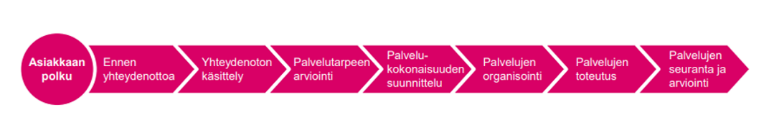 Asiakkaan
polku
Ennen
yhteydenottoa
Yhteydenoton
käsittely
Palvelutarpeen
arviointi
Palvelu-
kokonaisuuden
suunnittelu
Palvelujen
organisointi
Palvelujen
toteutus
Palvelujen
seuranta ja
arviointi